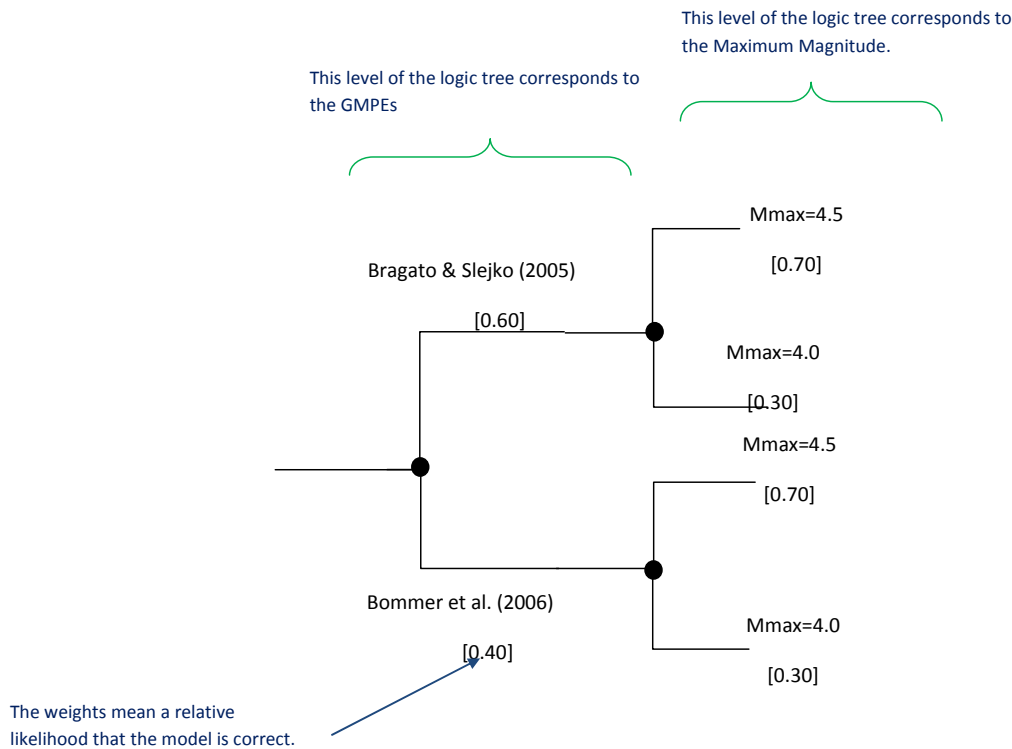 This level of the logic tree corresponds to
the Maximum Magnitude.
This level of the logic tree corresponds to
the GMPEs
Mmax=4.5
[0.70]
Bragato & Slejko (2005)
[0.60]
Mmax=4.0
[0.30]
Mmax=4.5
[0.70]
Bommer et al. (2006)
[0.40]
Mmax=4.0
[0.30]
The weights mean a relative
likelihood that the model is correct.